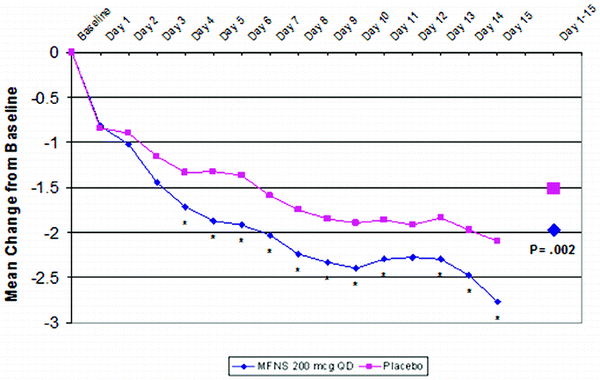 Baseline
Day 1
Day 2
Day 3
Day 4
Day 5
Day 6
Day 7
Day 8
Day 9
Day 10
Day 11
Day 12
Day 13
Day 14
Day 15
Day 1-15
Mean Change from Baseline
0
-0.5
-1
-1.5
-2
-2.5
-3
* * * * * * * * * * *
P= .002
MFNS 200 mcg QD Placebo